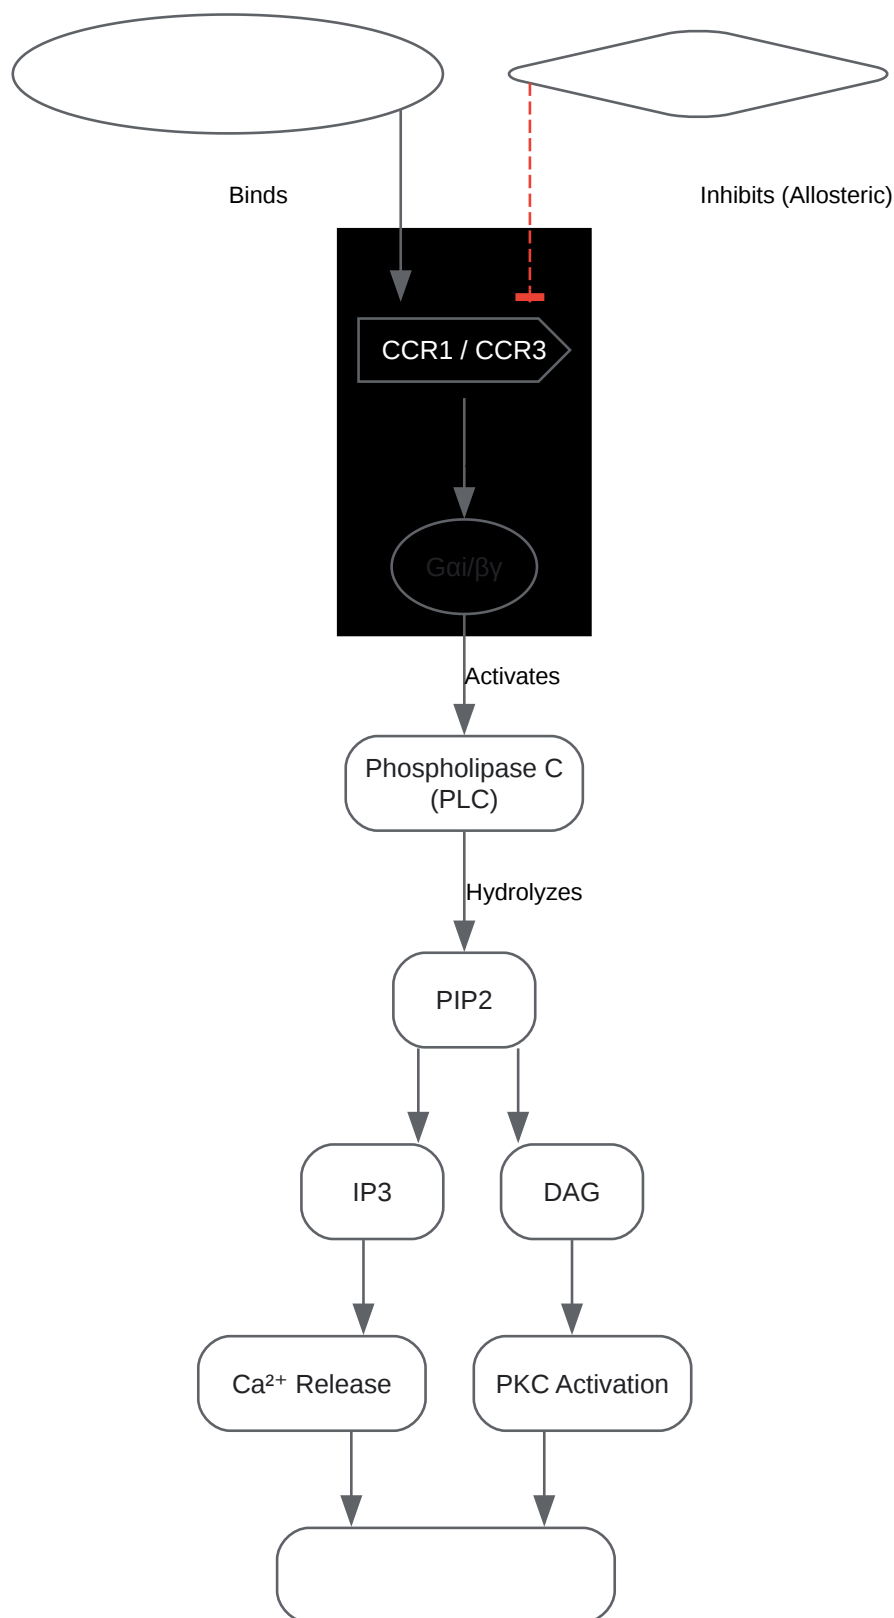 Binds
Inhibits (Allosteric)
CCR1 / CCR3
Gαi/βγ
Activates
Phospholipase C
(PLC)
Hydrolyzes
PIP2
IP3
DAG
Ca²⁺ Release
PKC Activation